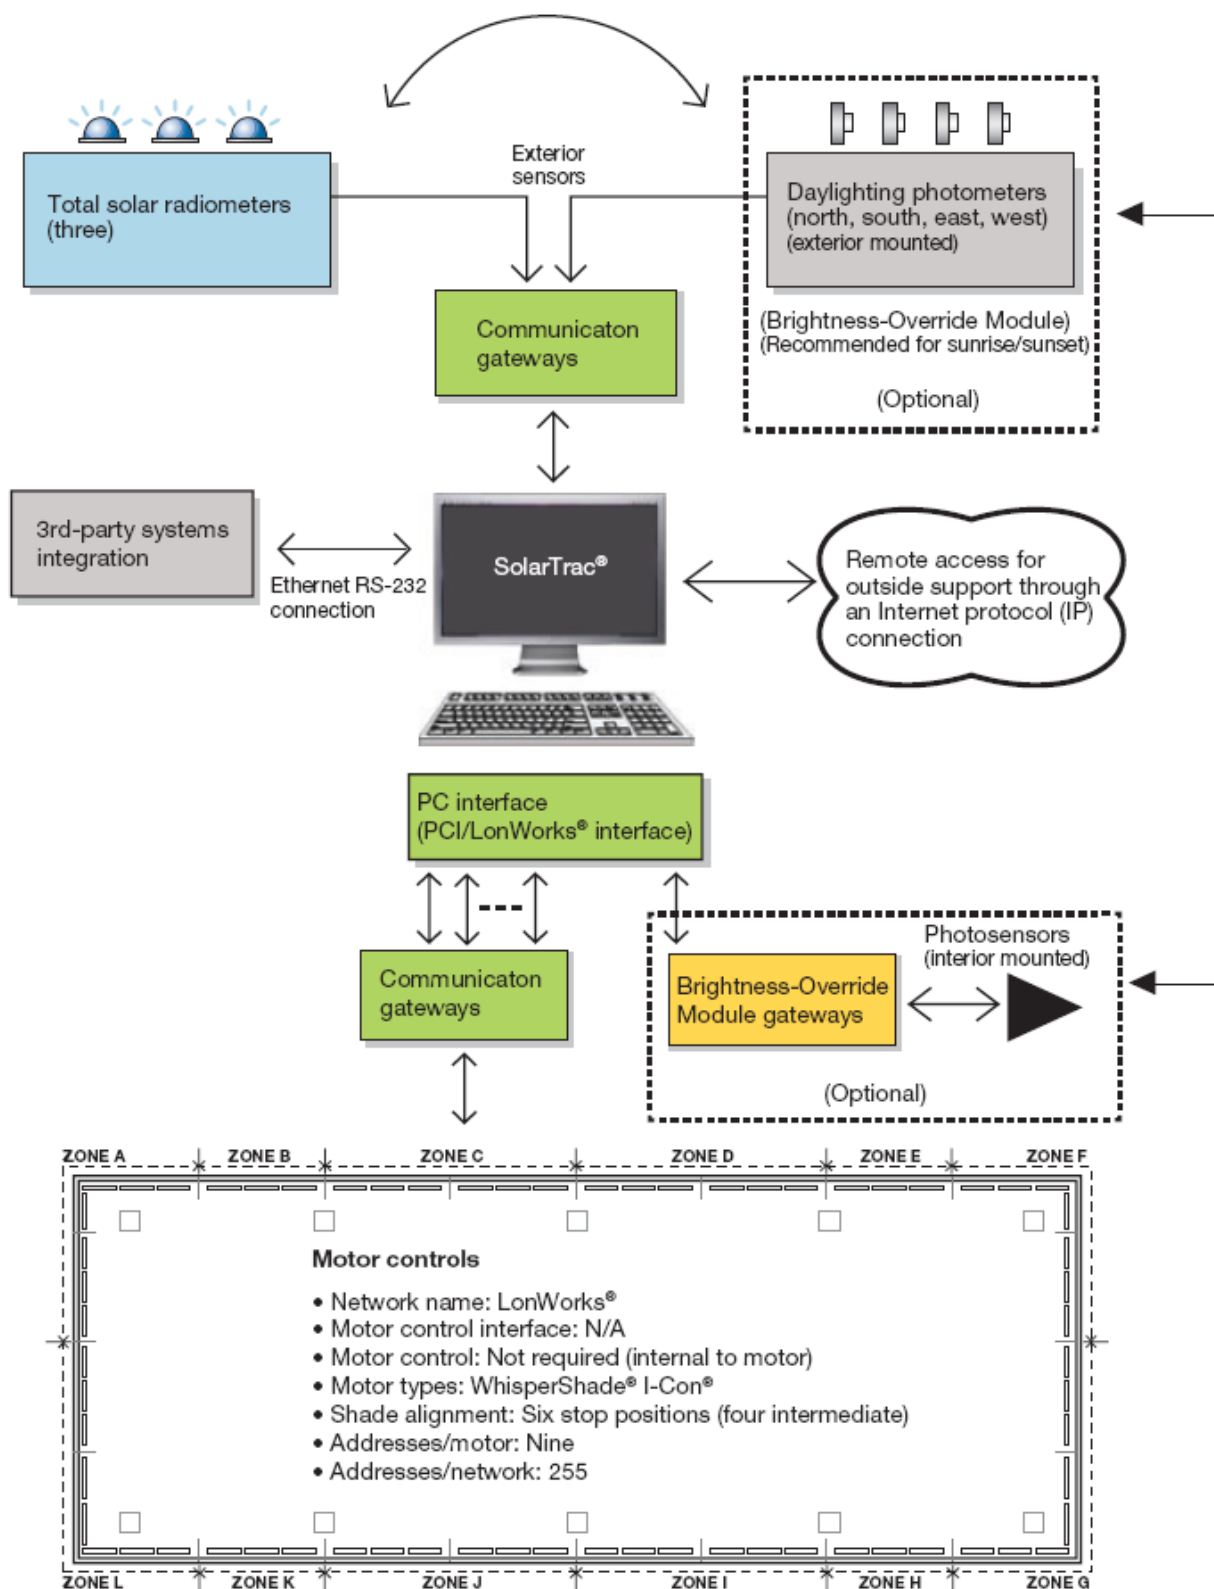 Exterior
sensors
Total solar radiometers
(three)
Daylighting photometers
(north, south, east, west)
(exterior mounted)
(Brightness-Override Module)
(Recommended for sunrise/sunset)
(Optional)
Communicaton
gateways
3rd-party systems
integration
Ethernet RS-232
connection
SolarTrac®
Remote access for
outside support through
an Internet protocol (IP)
connection
PC interface
(PCI/LonWorks® interface)
Communicaton
gateways
Brightness-Override
Module gateways
Photosensors
(interior mounted)
(Optional)
ZONE A
ZONE B
ZONE C
ZONE D
ZONE E
ZONE F
Motor controls
• Network name: LonWorks®
• Motor control interface: N/A
• Motor control: Not required (internal to motor)
• Motor types: WhisperShade® I-Con®
• Shade alignment: Six stop positions (four intermediate)
• Addresses/motor: Nine
• Addresses/network: 255
ZONE L
ZONE K
ZONE J
ZONE I
ZONE H
ZONE G